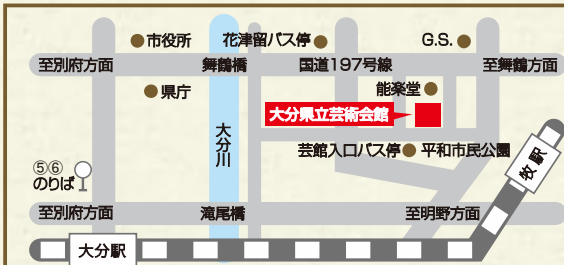 市役所
花津留バス停
G.S.
至別府方面
舞鶴橋
国道197号線
至舞鶴方面
県庁
能楽堂
大分県立芸術会館
大分川
芸館入口バス停
平和市民公園
牧駅
⑤⑥
のりば
至別府方面
滝尾橋
至明野方面
大分駅